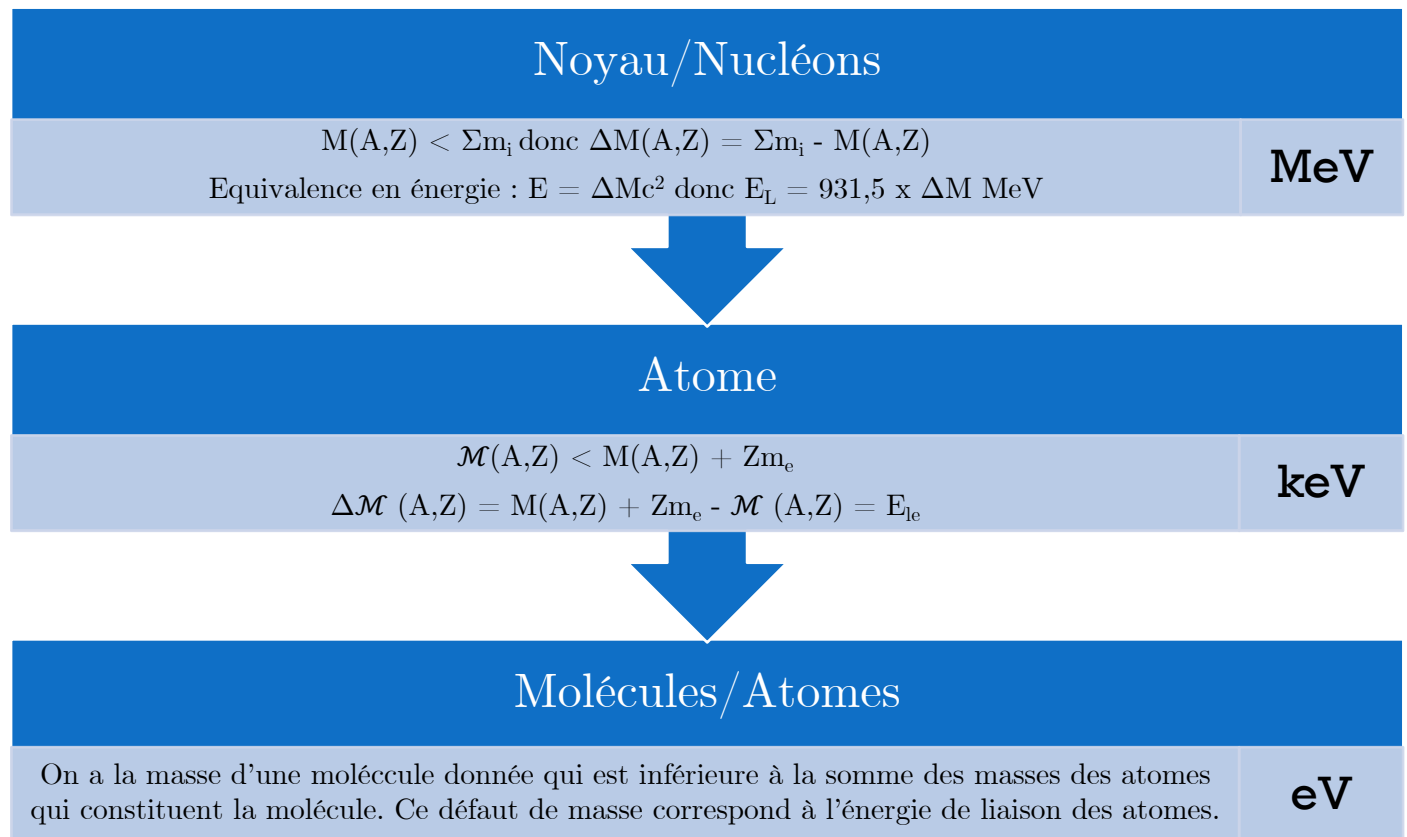 Noyau/Nucléons
M(A,Z) < Σmᵢ donc ΔM(A,Z) = Σmᵢ - M(A,Z)
Equivalence en énergie : E = ΔMc² donc E_L = 931,5 x ΔM MeV
MeV
Atome
ℳ(A,Z) < M(A,Z) + Zmₑ
Δℳ (A,Z) = M(A,Z) + Zmₑ - ℳ (A,Z) = E_le
keV
Molécules/Atomes
On a la masse d’une moléccule donnée qui est inférieure à la somme des masses des atomes
qui constituent la molécule. Ce défaut de masse correspond à l’énergie de liaison des atomes.
eV